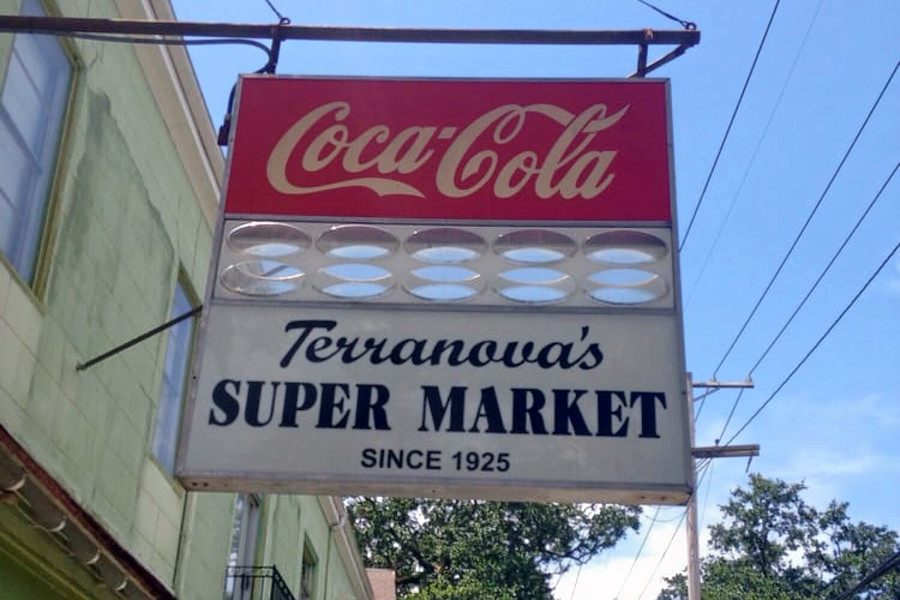 Coca-Cola
Terranova's
SUPER MARKET
SINCE 1925